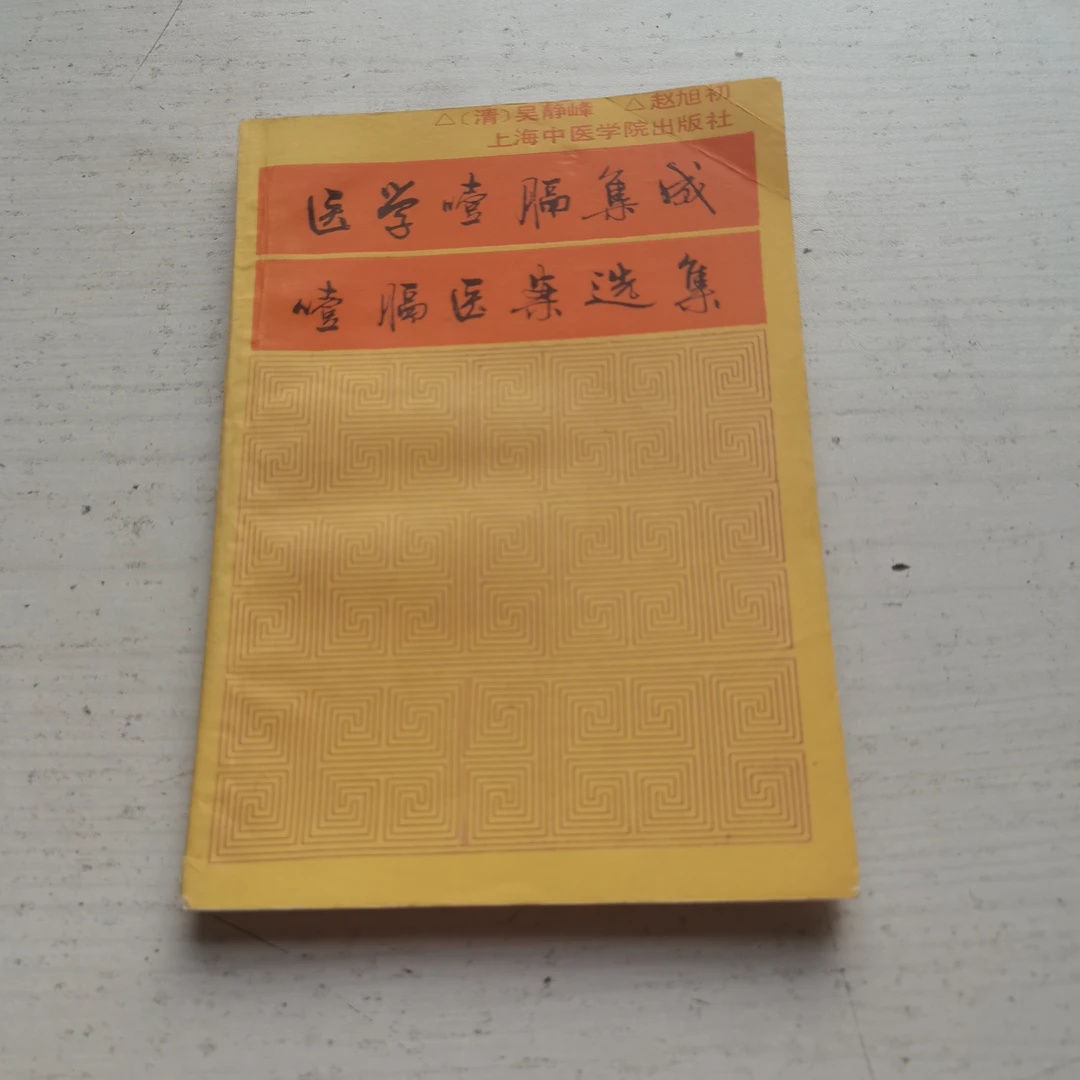 △〔清〕吴静峰 △赵旭初
上海中医学院出版社
医学噎膈集成
噎膈医案选集